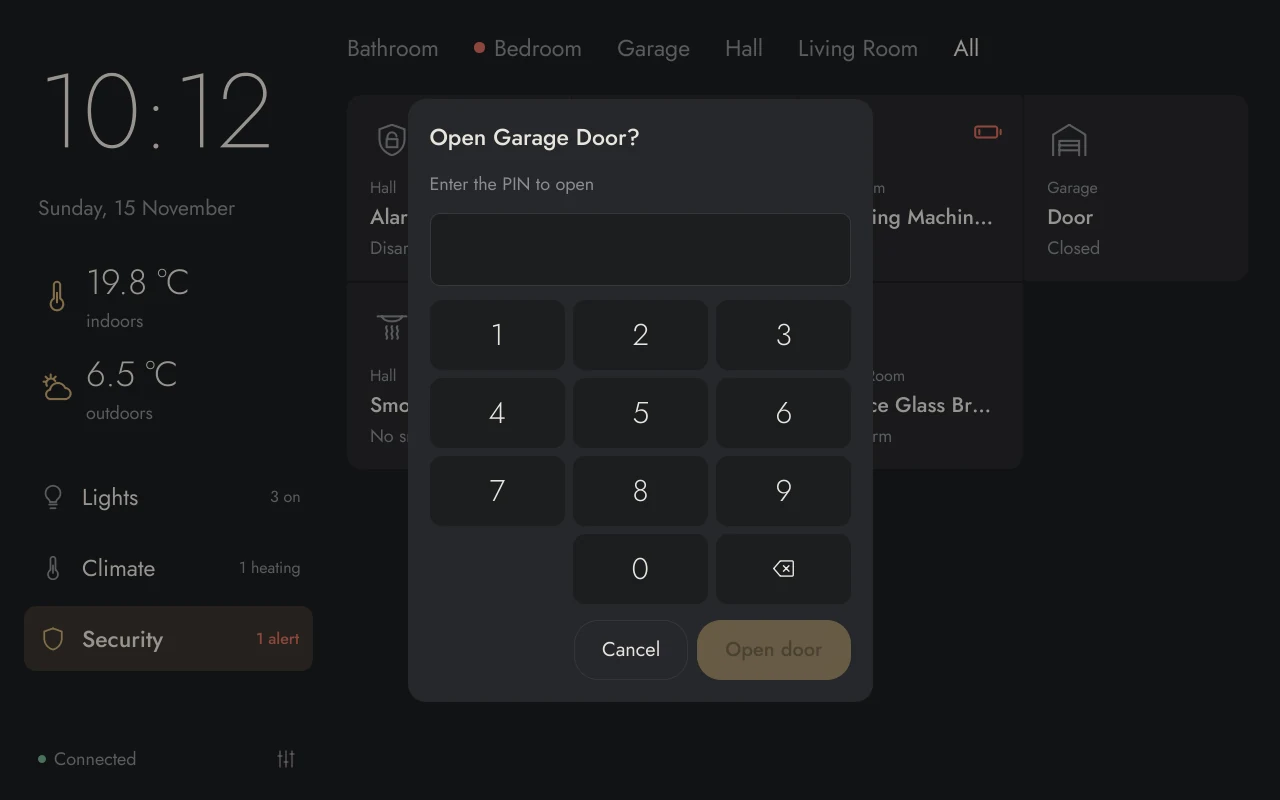 Bathroom
Bedroom
Garage
Hall
Living Room
All
10:12
Sunday, 15 November
19.8 °C
indoors
6.5 °C
outdoors
Lights
3 on
Climate
1 heating
Security
1 alert
Connected
Hall
Garage
Door
Closed
Hall
Open Garage Door?
Enter the PIN to open
1
2
3
4
5
6
7
8
9
0
Cancel
Open door